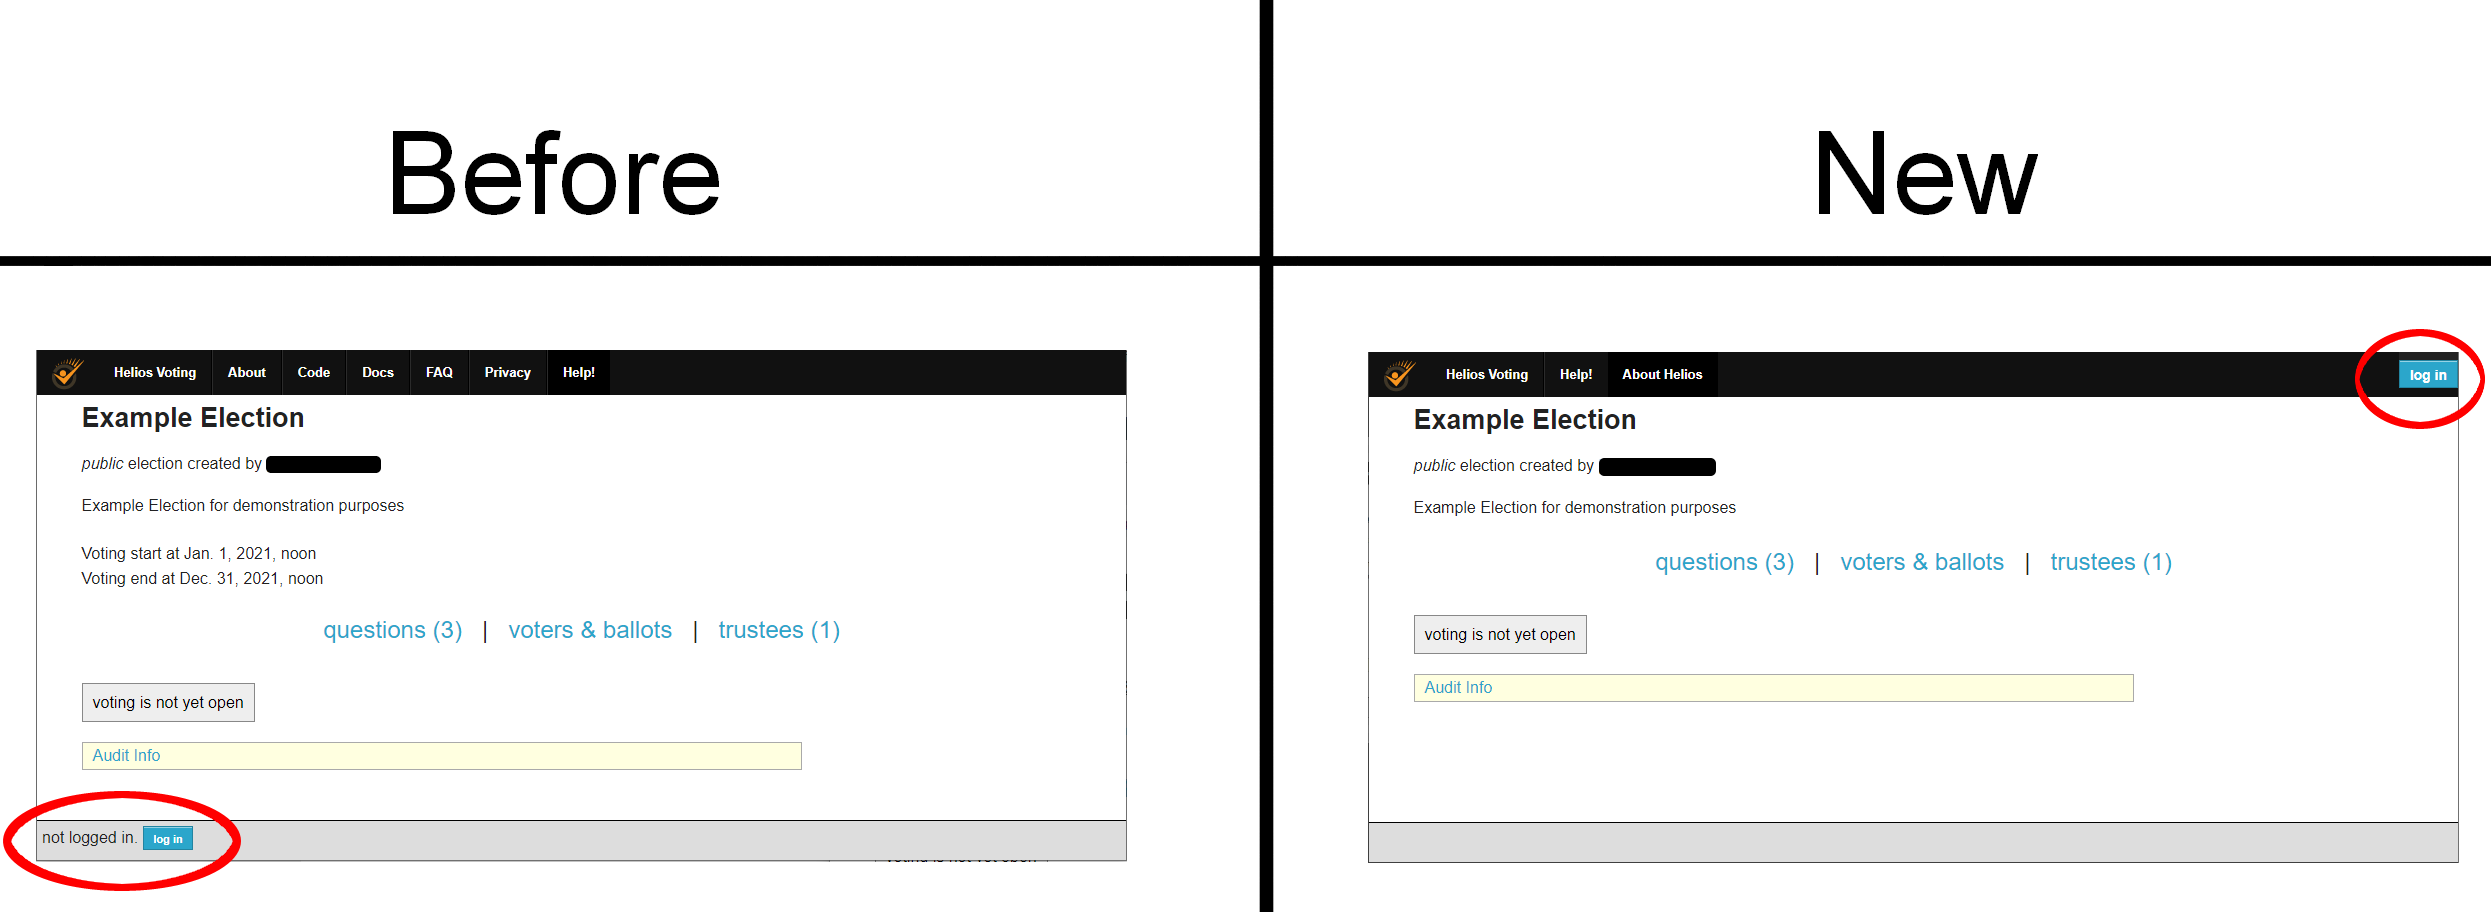 Before
New
Helios Voting About Code Docs FAQ Privacy Help!
Example Election
public election created by
Example Election for demonstration purposes
Voting start at Jan. 1, 2021, noon
Voting end at Dec. 31, 2021, noon
questions (3) | voters & ballots | trustees (1)
voting is not yet open
Audit Info
not logged in. log in
Helios Voting Help! About Helios log in
Example Election
public election created by
Example Election for demonstration purposes
questions (3) | voters & ballots | trustees (1)
voting is not yet open
Audit Info